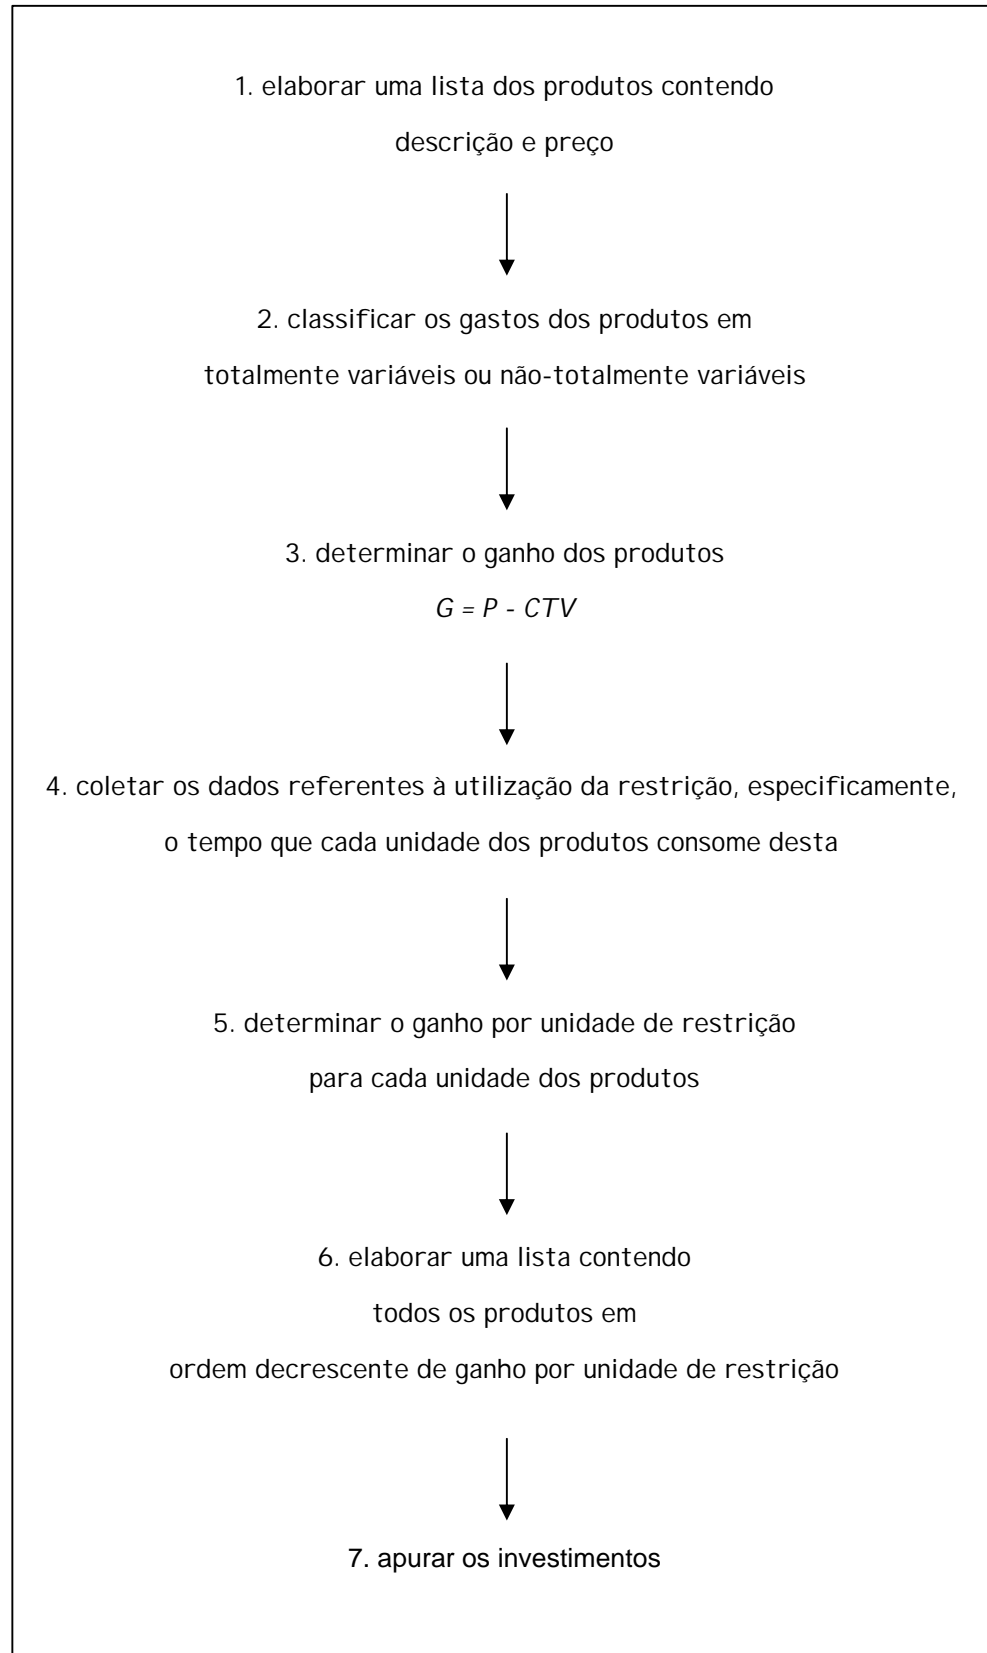 1. elaborar uma lista dos produtos contendo
descrição e preço
2. classificar os gastos dos produtos em
totalmente variáveis ou não-totalmente variáveis
3. determinar o ganho dos produtos
G = P - CTV
4. coletar os dados referentes à utilização da restrição, especificamente,
o tempo que cada unidade dos produtos consome desta
5. determinar o ganho por unidade de restrição
para cada unidade dos produtos
6. elaborar uma lista contendo
todos os produtos em
ordem decrescente de ganho por unidade de restrição
7. apurar os investimentos